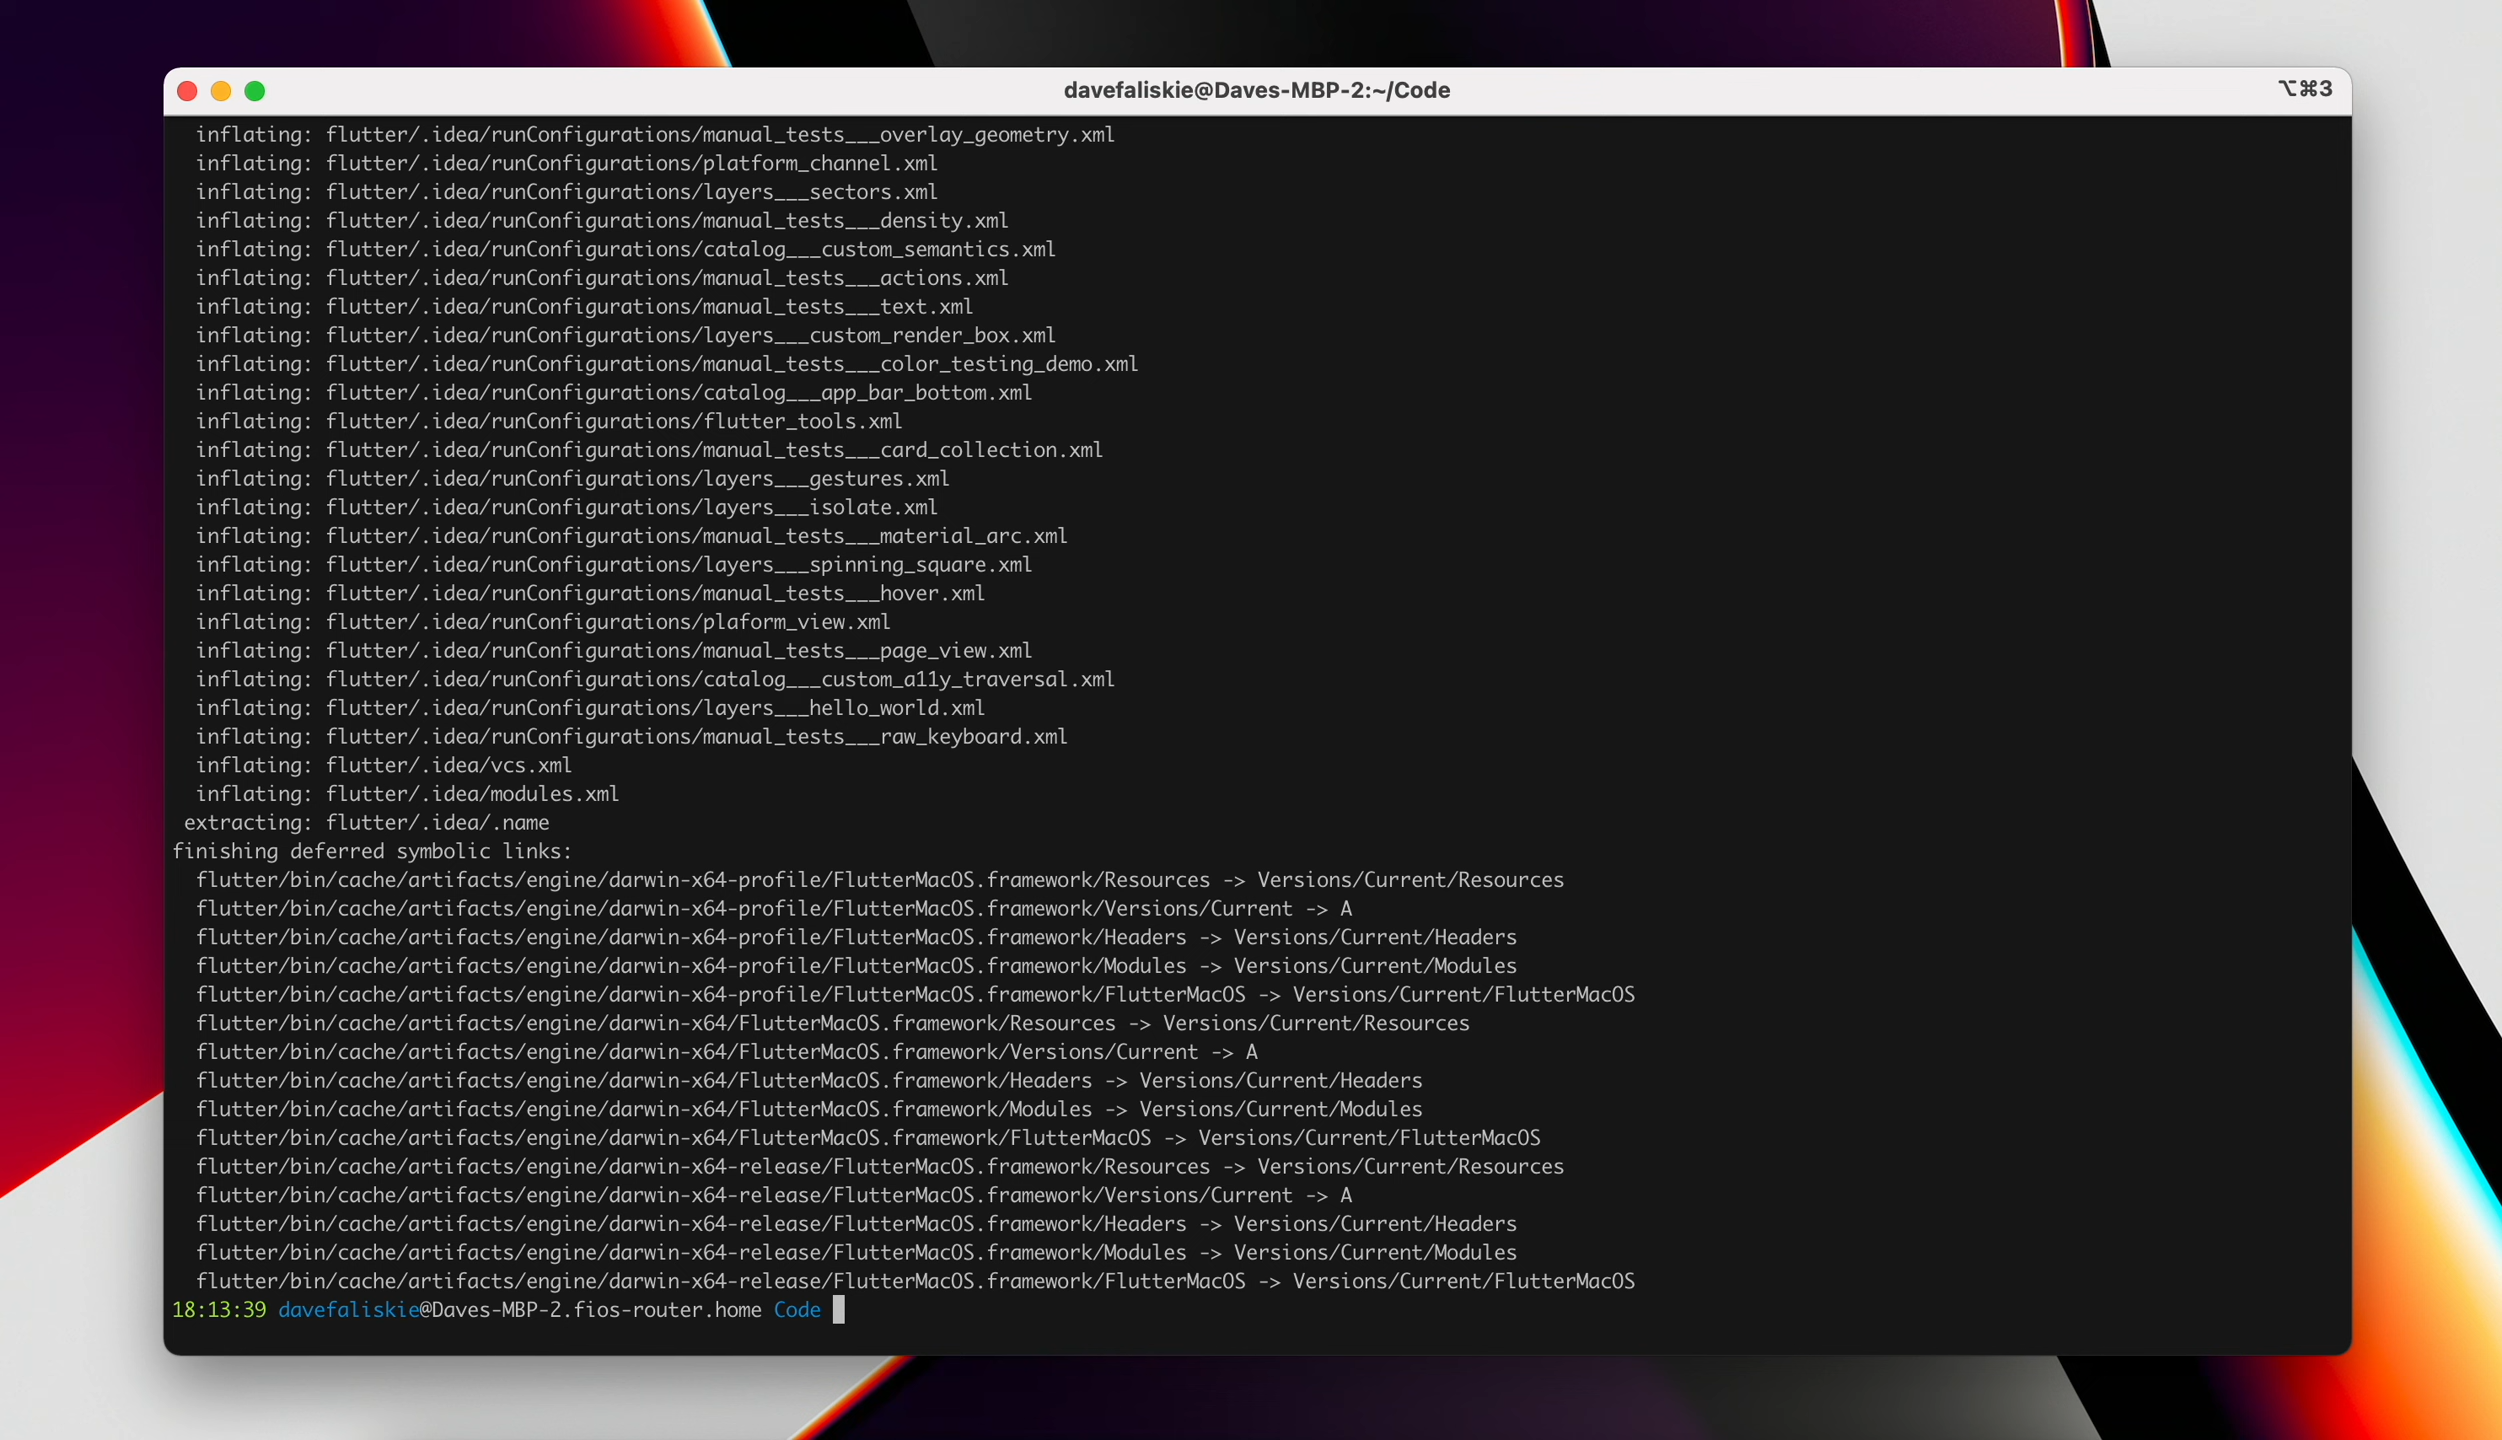 davefaliskie@Daves-MBP-2:~/Code
⌥⌘3
inflating: flutter/.idea/runConfigurations/manual_tests___overlay_geometry.xml
inflating: flutter/.idea/runConfigurations/platform_channel.xml
inflating: flutter/.idea/runConfigurations/layers___sectors.xml
inflating: flutter/.idea/runConfigurations/manual_tests___density.xml
inflating: flutter/.idea/runConfigurations/catalog___custom_semantics.xml
inflating: flutter/.idea/runConfigurations/manual_tests___actions.xml
inflating: flutter/.idea/runConfigurations/manual_tests___text.xml
inflating: flutter/.idea/runConfigurations/layers___custom_render_box.xml
inflating: flutter/.idea/runConfigurations/manual_tests___color_testing_demo.xml
inflating: flutter/.idea/runConfigurations/catalog___app_bar_bottom.xml
inflating: flutter/.idea/runConfigurations/flutter_tools.xml
inflating: flutter/.idea/runConfigurations/manual_tests___card_collection.xml
inflating: flutter/.idea/runConfigurations/layers___gestures.xml
inflating: flutter/.idea/runConfigurations/layers___isolate.xml
inflating: flutter/.idea/runConfigurations/manual_tests___material_arc.xml
inflating: flutter/.idea/runConfigurations/layers___spinning_square.xml
inflating: flutter/.idea/runConfigurations/manual_tests___hover.xml
inflating: flutter/.idea/runConfigurations/plaform_view.xml
inflating: flutter/.idea/runConfigurations/manual_tests___page_view.xml
inflating: flutter/.idea/runConfigurations/catalog___custom_a11y_traversal.xml
inflating: flutter/.idea/runConfigurations/layers___hello_world.xml
inflating: flutter/.idea/runConfigurations/manual_tests___raw_keyboard.xml
inflating: flutter/.idea/vcs.xml
inflating: flutter/.idea/modules.xml
extracting: flutter/.idea/.name
finishing deferred symbolic links:
flutter/bin/cache/artifacts/engine/darwin-x64-profile/FlutterMacOS.framework/Resources -> Versions/Current/Resources
flutter/bin/cache/artifacts/engine/darwin-x64-profile/FlutterMacOS.framework/Versions/Current -> A
flutter/bin/cache/artifacts/engine/darwin-x64-profile/FlutterMacOS.framework/Headers -> Versions/Current/Headers
flutter/bin/cache/artifacts/engine/darwin-x64-profile/FlutterMacOS.framework/Modules -> Versions/Current/Modules
flutter/bin/cache/artifacts/engine/darwin-x64-profile/FlutterMacOS.framework/FlutterMacOS -> Versions/Current/FlutterMacOS
flutter/bin/cache/artifacts/engine/darwin-x64/FlutterMacOS.framework/Resources -> Versions/Current/Resources
flutter/bin/cache/artifacts/engine/darwin-x64/FlutterMacOS.framework/Versions/Current -> A
flutter/bin/cache/artifacts/engine/darwin-x64/FlutterMacOS.framework/Headers -> Versions/Current/Headers
flutter/bin/cache/artifacts/engine/darwin-x64/FlutterMacOS.framework/Modules -> Versions/Current/Modules
flutter/bin/cache/artifacts/engine/darwin-x64/FlutterMacOS.framework/FlutterMacOS -> Versions/Current/FlutterMacOS
flutter/bin/cache/artifacts/engine/darwin-x64-release/FlutterMacOS.framework/Resources -> Versions/Current/Resources
flutter/bin/cache/artifacts/engine/darwin-x64-release/FlutterMacOS.framework/Versions/Current -> A
flutter/bin/cache/artifacts/engine/darwin-x64-release/FlutterMacOS.framework/Headers -> Versions/Current/Headers
flutter/bin/cache/artifacts/engine/darwin-x64-release/FlutterMacOS.framework/Modules -> Versions/Current/Modules
flutter/bin/cache/artifacts/engine/darwin-x64-release/FlutterMacOS.framework/FlutterMacOS -> Versions/Current/FlutterMacOS
18:13:39 davefaliskie@Daves-MBP-2.fios-router.home Code